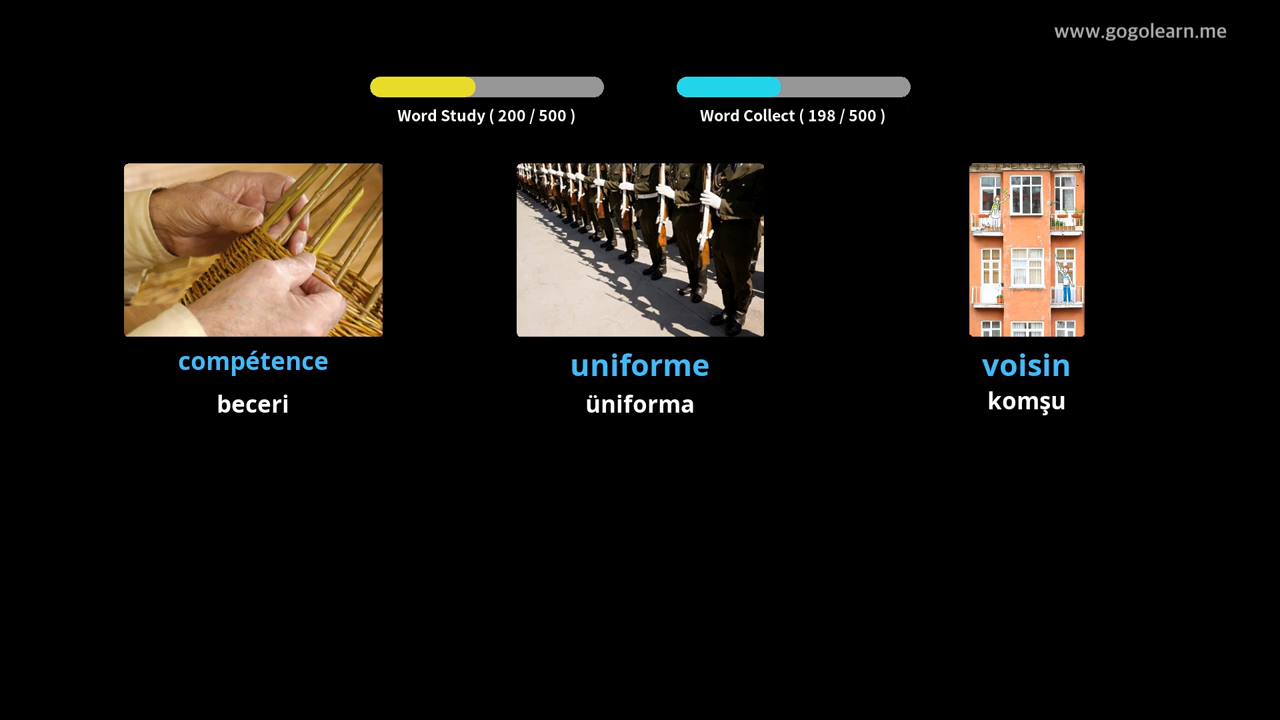 www.gogolearn.me
Word Study ( 200 / 500 )
Word Collect ( 198 / 500 )
compétence
uniforme
voisin
beceri
üniforma
komşu